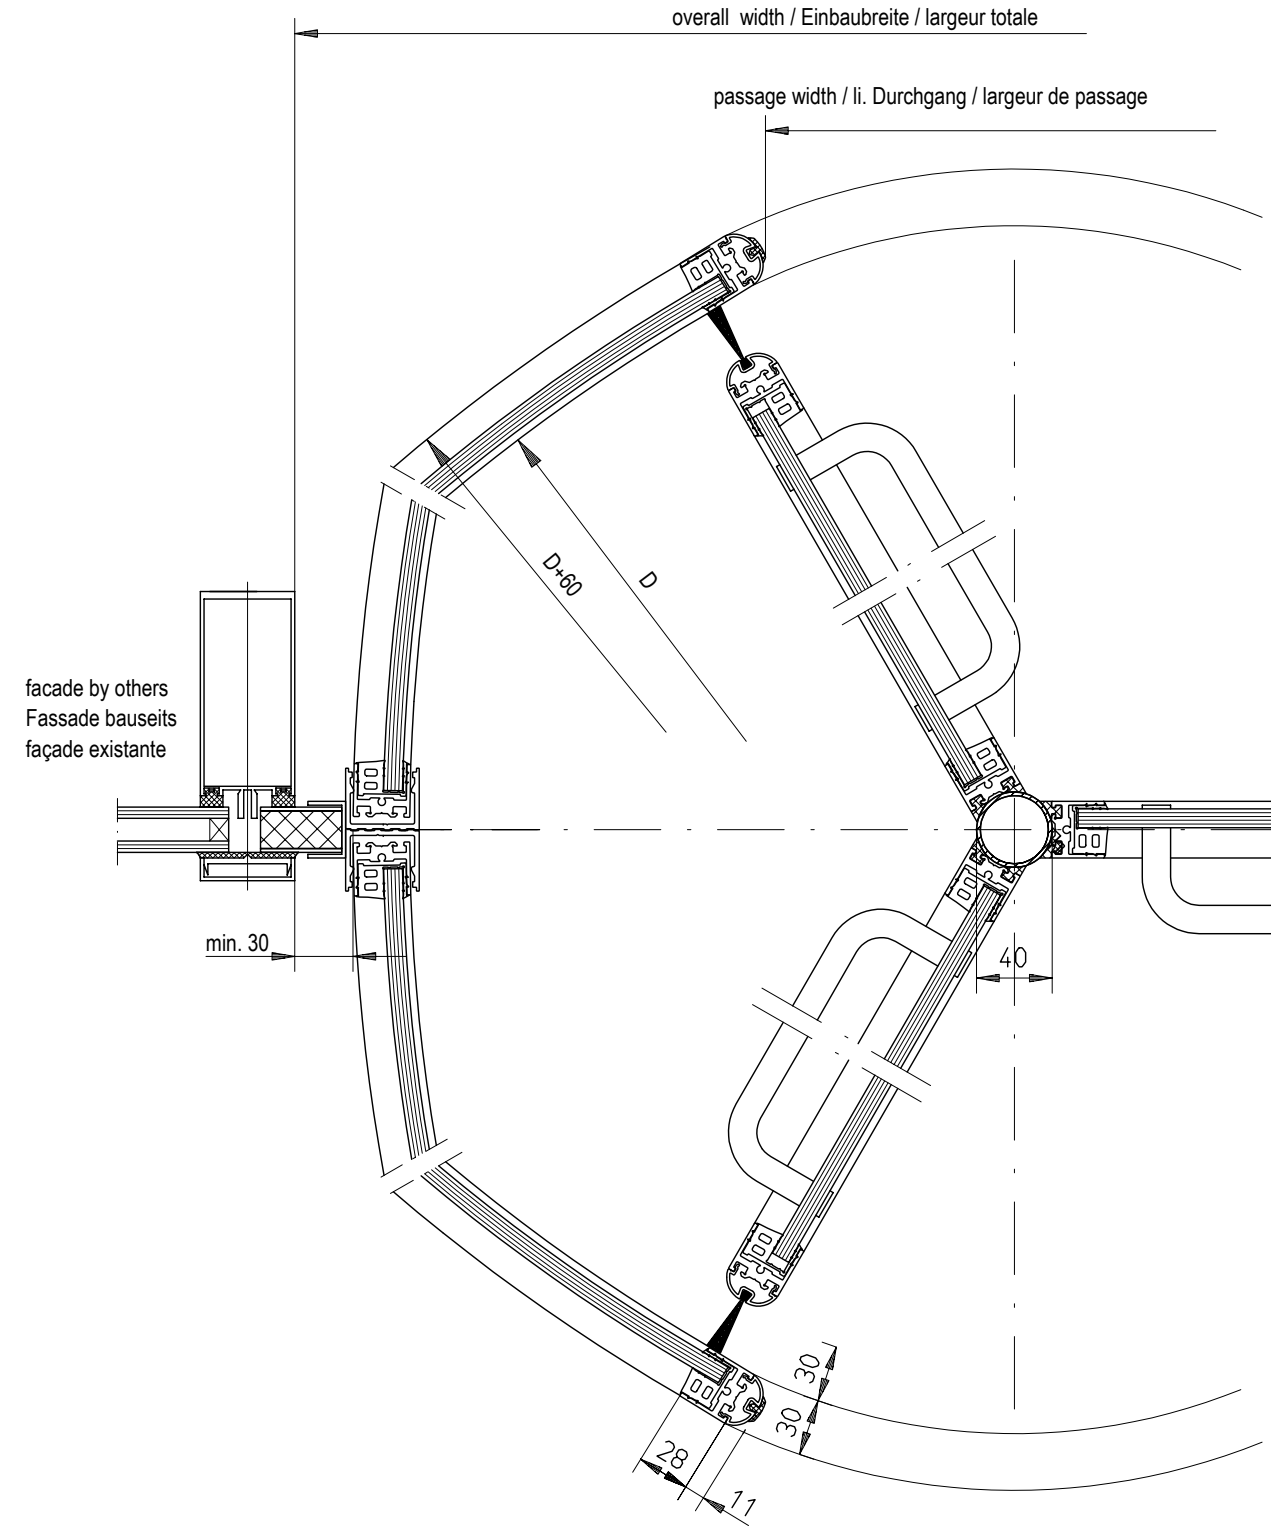 overall width / Einbaubreite / largeur totale
passage width / li. Durchgang / largeur de passage
D+60
D
facade by others
Fassade bauseits
façade existante
min. 30
40
30
30
28
11